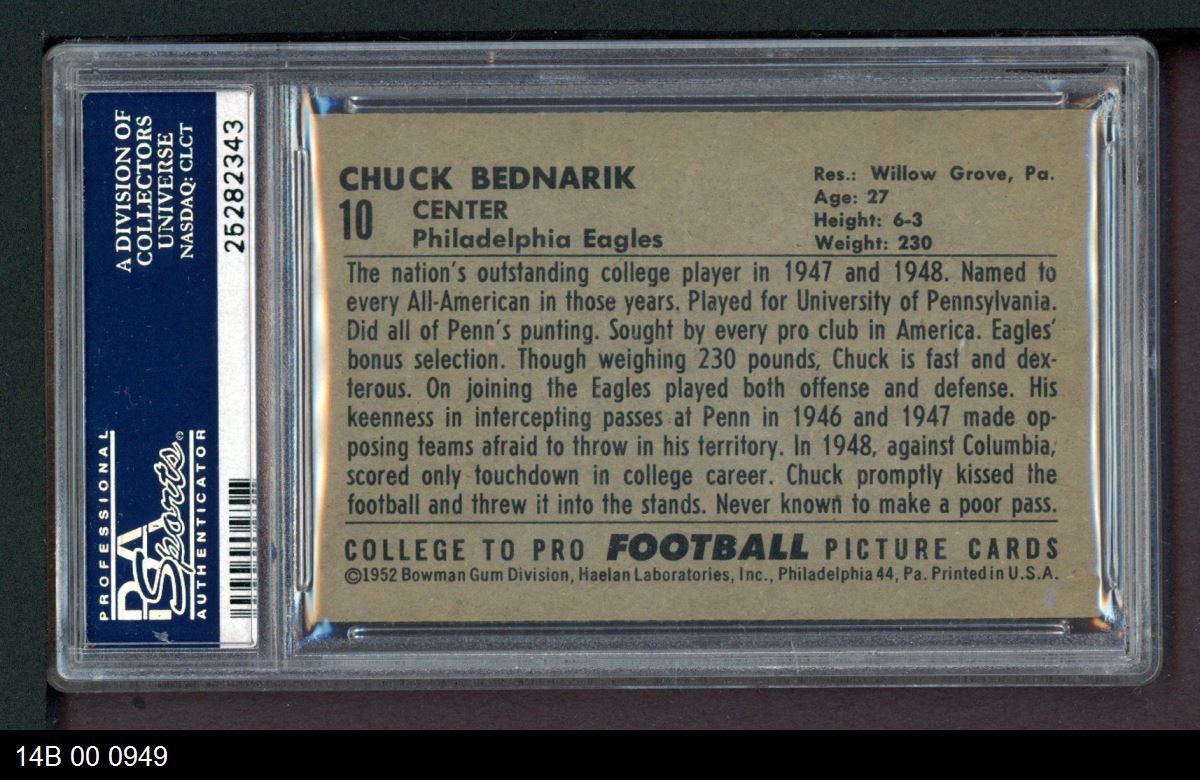 A DIVISION OF
COLLECTORS
UNIVERSE
NASDAQ: CLCT
25282343
PROFESSIONAL
PSA
Sports®
AUTHENTICATOR
CHUCK BEDNARIK
10 CENTER
Philadelphia Eagles
Res.: Willow Grove, Pa.
Age: 27
Height: 6-3
Weight: 230
The nation's outstanding college player in 1947 and 1948. Named to
every All-American in those years. Played for University of Pennsylvania.
Did all of Penn's punting. Sought by every pro club in America. Eagles'
bonus selection. Though weighing 230 pounds, Chuck is fast and dex-
terous. On joining the Eagles played both offense and defense. His
keenness in intercepting passes at Penn in 1946 and 1947 made op-
posing teams afraid to throw in his territory. In 1948, against Columbia,
scored only touchdown in college career. Chuck promptly kissed the
football and threw it into the stands. Never known to make a poor pass.
COLLEGE TO PRO FOOTBALL PICTURE CARDS
©1952 Bowman Gum Division, Haelan Laboratories, Inc., Philadelphia 44, Pa. Printed in U.S.A.
14B 00 0949